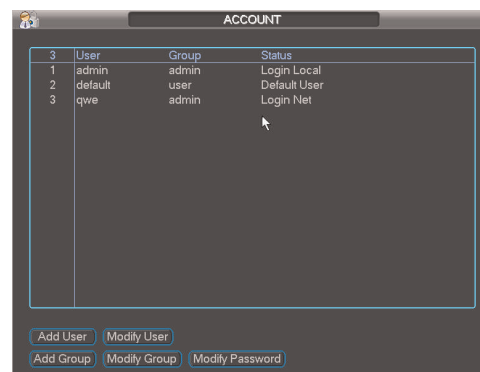 ACCOUNT
3 User Group Status
1 admin admin Login Local
2 default user Default User
3 qwe admin Login Net
Add User Modify User
Add Group Modify Group Modify Password